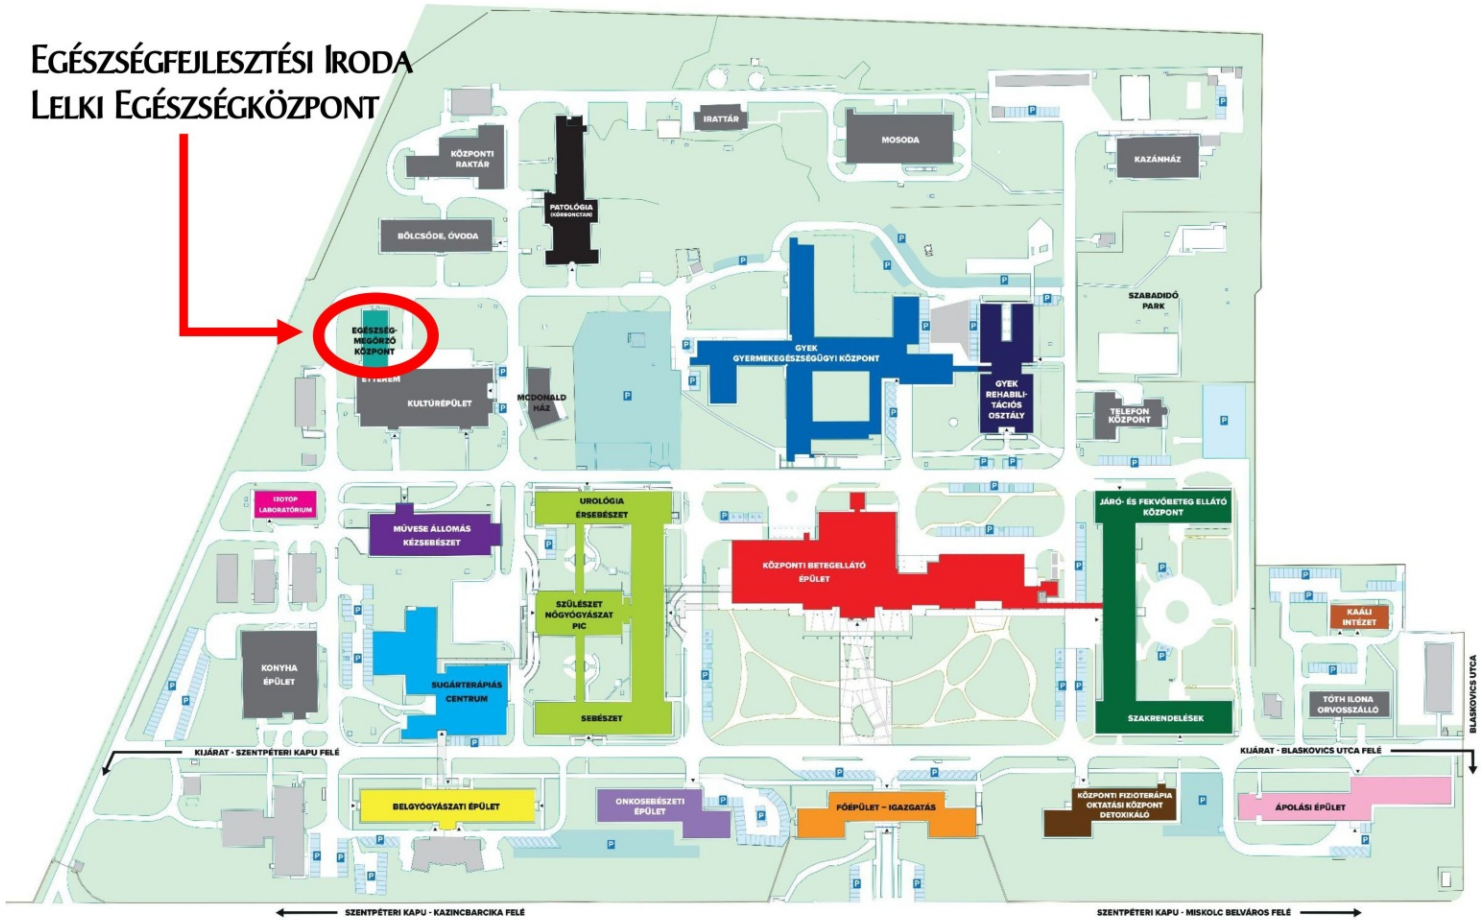 Egészségfejlesztési Iroda
Lelki Egészségközpont
IRATTÁR
MOSODA
KAZÁNHÁZ
KÖZPONTI
RAKTÁR
PATOLÓGIA
(KÓRBONCTAN)
BÖLCSŐDE, ÓVODA
SZABADIDŐ
PARK
EGÉSZSÉG-
MEGŐRZŐ
KÖZPONT
ÉTTEREM
KULTÚRÉPÜLET
MCDONALD
HÁZ
GYEK
GYERMEKEGÉSZSÉGÜGYI KÖZPONT
GYEK
REHABILI-
TÁCIÓS
OSZTÁLY
TELEFON
KÖZPONT
IZOTÓP
LABORATÓRIUM
MŰVESE ÁLLOMÁS
KÉZSEBÉSZET
UROLÓGIA
ÉRSEBÉSZET
JÁRÓ- ÉS FEKVŐBETEG ELLÁTÓ
KÖZPONT
KÖZPONTI BETEGELLÁTÓ
ÉPÜLET
SZÜLÉSZET
NŐGYÓGYÁSZAT
PIC
KAÁLI
INTÉZET
KONYHA
ÉPÜLET
SUGÁRTERÁPIÁS
CENTRUM
SEBÉSZET
SZAKRENDELÉSEK
TÓTH ILONA
ORVOSSZÁLLÓ
BLASKOVICS UTCA
KIJÁRAT - SZENTPÉTERI KAPU FELÉ
KIJÁRAT - BLASKOVICS UTCA FELÉ
BELGYÓGYÁSZATI ÉPÜLET
ONKOSEBÉSZETI
ÉPÜLET
FŐÉPÜLET – IGAZGATÁS
KÖZPONTI FIZIOTERÁPIA
OKTATÁSI KÖZPONT
DETOXIKÁLÓ
ÁPOLÁSI ÉPÜLET
SZENTPÉTERI KAPU - KAZINCBARCIKA FELÉ
SZENTPÉTERI KAPU - MISKOLC BELVÁROS FELÉ